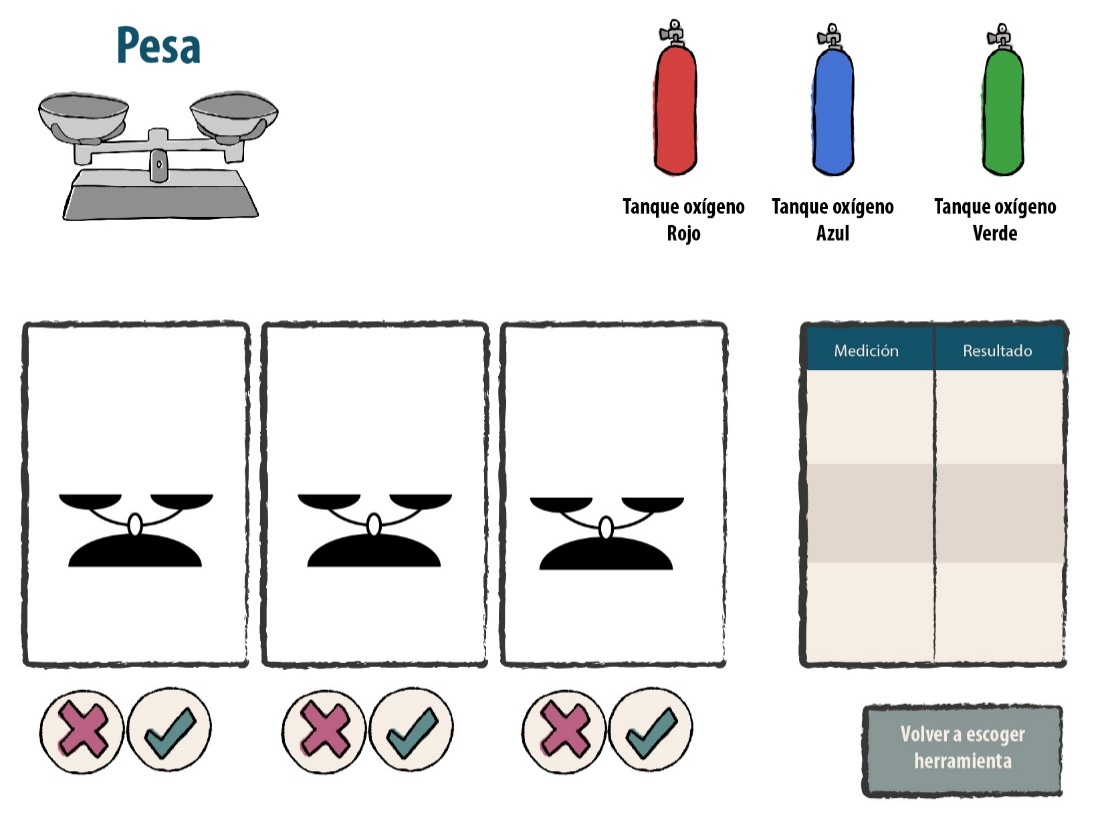 Pesa
Tanque oxígeno
Rojo
Tanque oxígeno
Azul
Tanque oxígeno
Verde
Medición
Resultado
Volver a escoger
herramienta